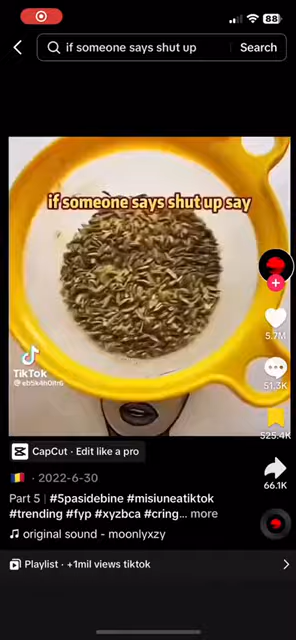 88
if someone says shut up
Search
if someone says shut up say
5.7M
51.3K
525.4K
66.1K
TikTok
CapCut · Edit like a pro
· 2022-6-30
Part 5 | #5pasidebine #misiuneatiktok
#trending #fyp #xyzbca #cring... more
original sound - moonlyxzy
Playlist · +1mil views tiktok